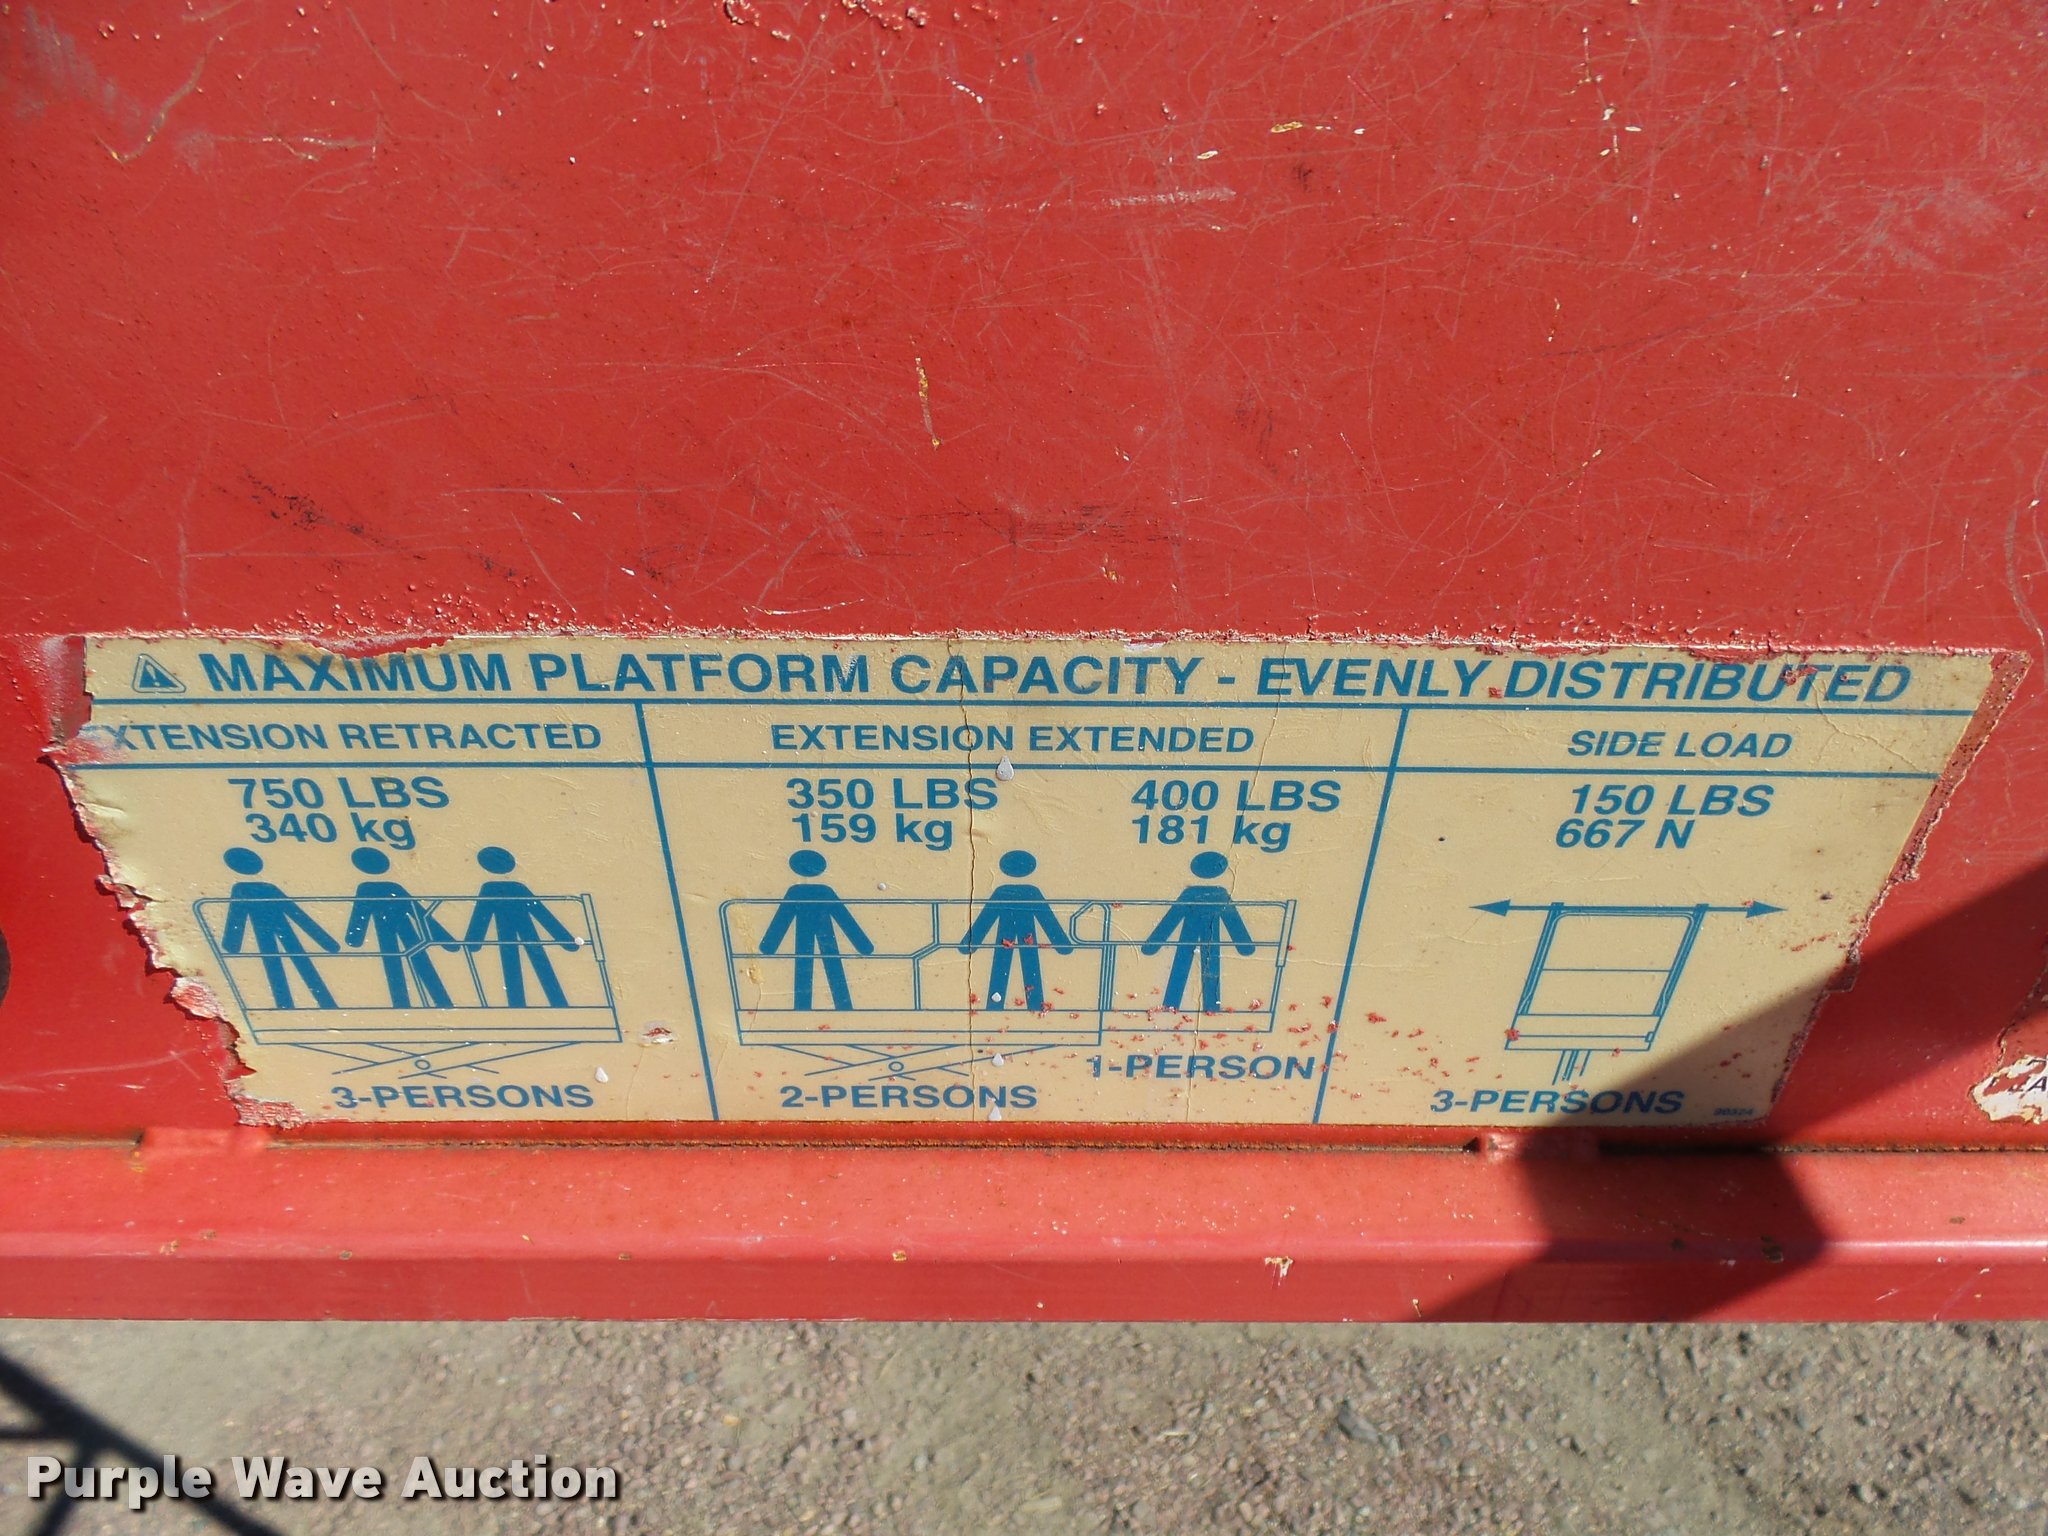 MAXIMUM PLATFORM CAPACITY - EVENLY DISTRIBUTED
XTENSION RETRACTED
EXTENSION EXTENDED
SIDE LOAD
750 LBS
340 kg
350 LBS
159 kg
400 LBS
181 kg
150 LBS
667 N
3-PERSONS
2-PERSONS
1-PERSON
3-PERSONS
Purple Wave Auction